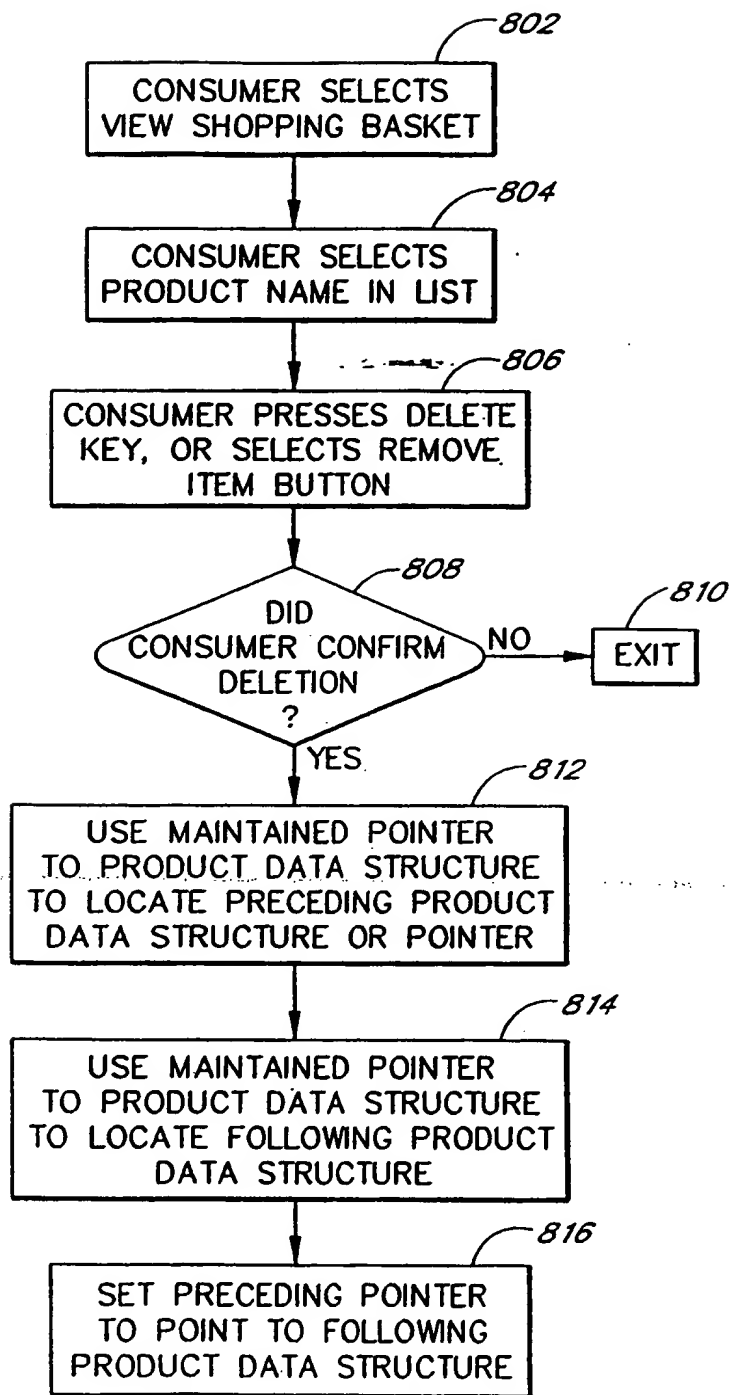 802
CONSUMER SELECTS
VIEW SHOPPING BASKET
804
CONSUMER SELECTS
PRODUCT NAME IN LIST
806
CONSUMER PRESSES DELETE
KEY, OR SELECTS REMOVE
ITEM BUTTON
808
DID
CONSUMER CONFIRM
DELETION
?
NO
810
EXIT
YES
812
USE MAINTAINED POINTER
TO PRODUCT DATA STRUCTURE
TO LOCATE PRECEDING PRODUCT
DATA STRUCTURE OR POINTER
814
USE MAINTAINED POINTER
TO PRODUCT DATA STRUCTURE
TO LOCATE FOLLOWING PRODUCT
DATA STRUCTURE
816
SET PRECEDING POINTER
TO POINT TO FOLLOWING
PRODUCT DATA STRUCTURE